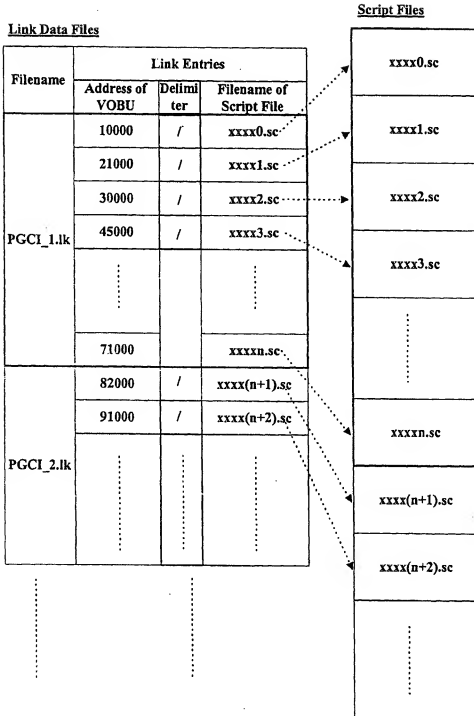 Script Files
Link Data Files
Filename
Link Entries
Address of VOBU
Delimi ter
Filename of Script File
PGCI_1.lk
10000 / xxxx0.sc
21000 / xxxx1.sc
30000 / xxxx2.sc
45000 / xxxx3.sc
71000 xxxxn.sc
PGCI_2.lk
82000 / xxxx(n+1).sc
91000 / xxxx(n+2).sc
xxxx0.sc
xxxx1.sc
xxxx2.sc
xxxx3.sc
xxxxn.sc
xxxx(n+1).sc
xxxx(n+2).sc